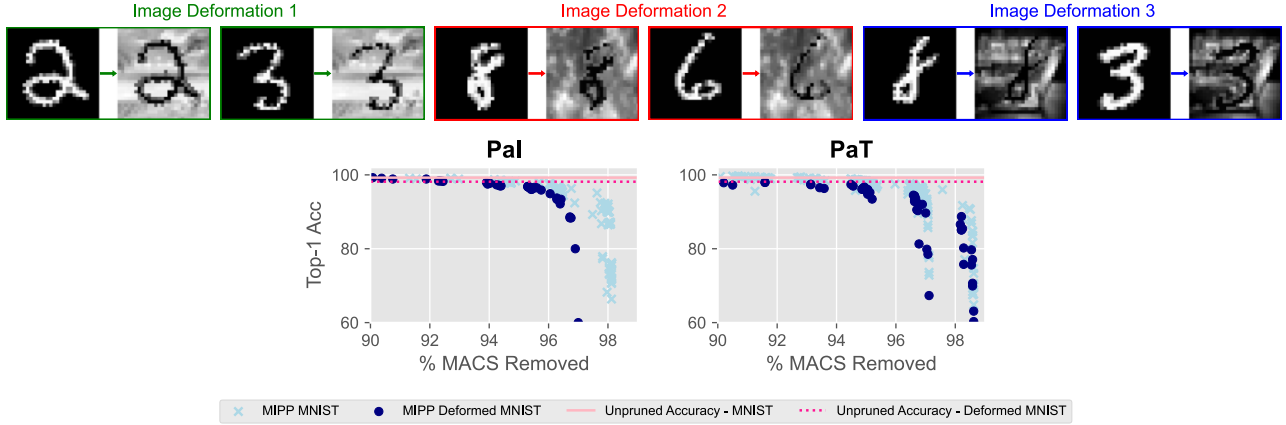 Image Deformation 1 Image Deformation 2 Image Deformation 3
PaI PaT
Top-1 Acc
100 100
80 80
60 60
90 92 94 96 98 90 92 94 96 98
% MACS Removed % MACS Removed
MIPP MNIST MIPP Deformed MNIST Unpruned Accuracy - MNIST Unpruned Accuracy - Deformed MNIST